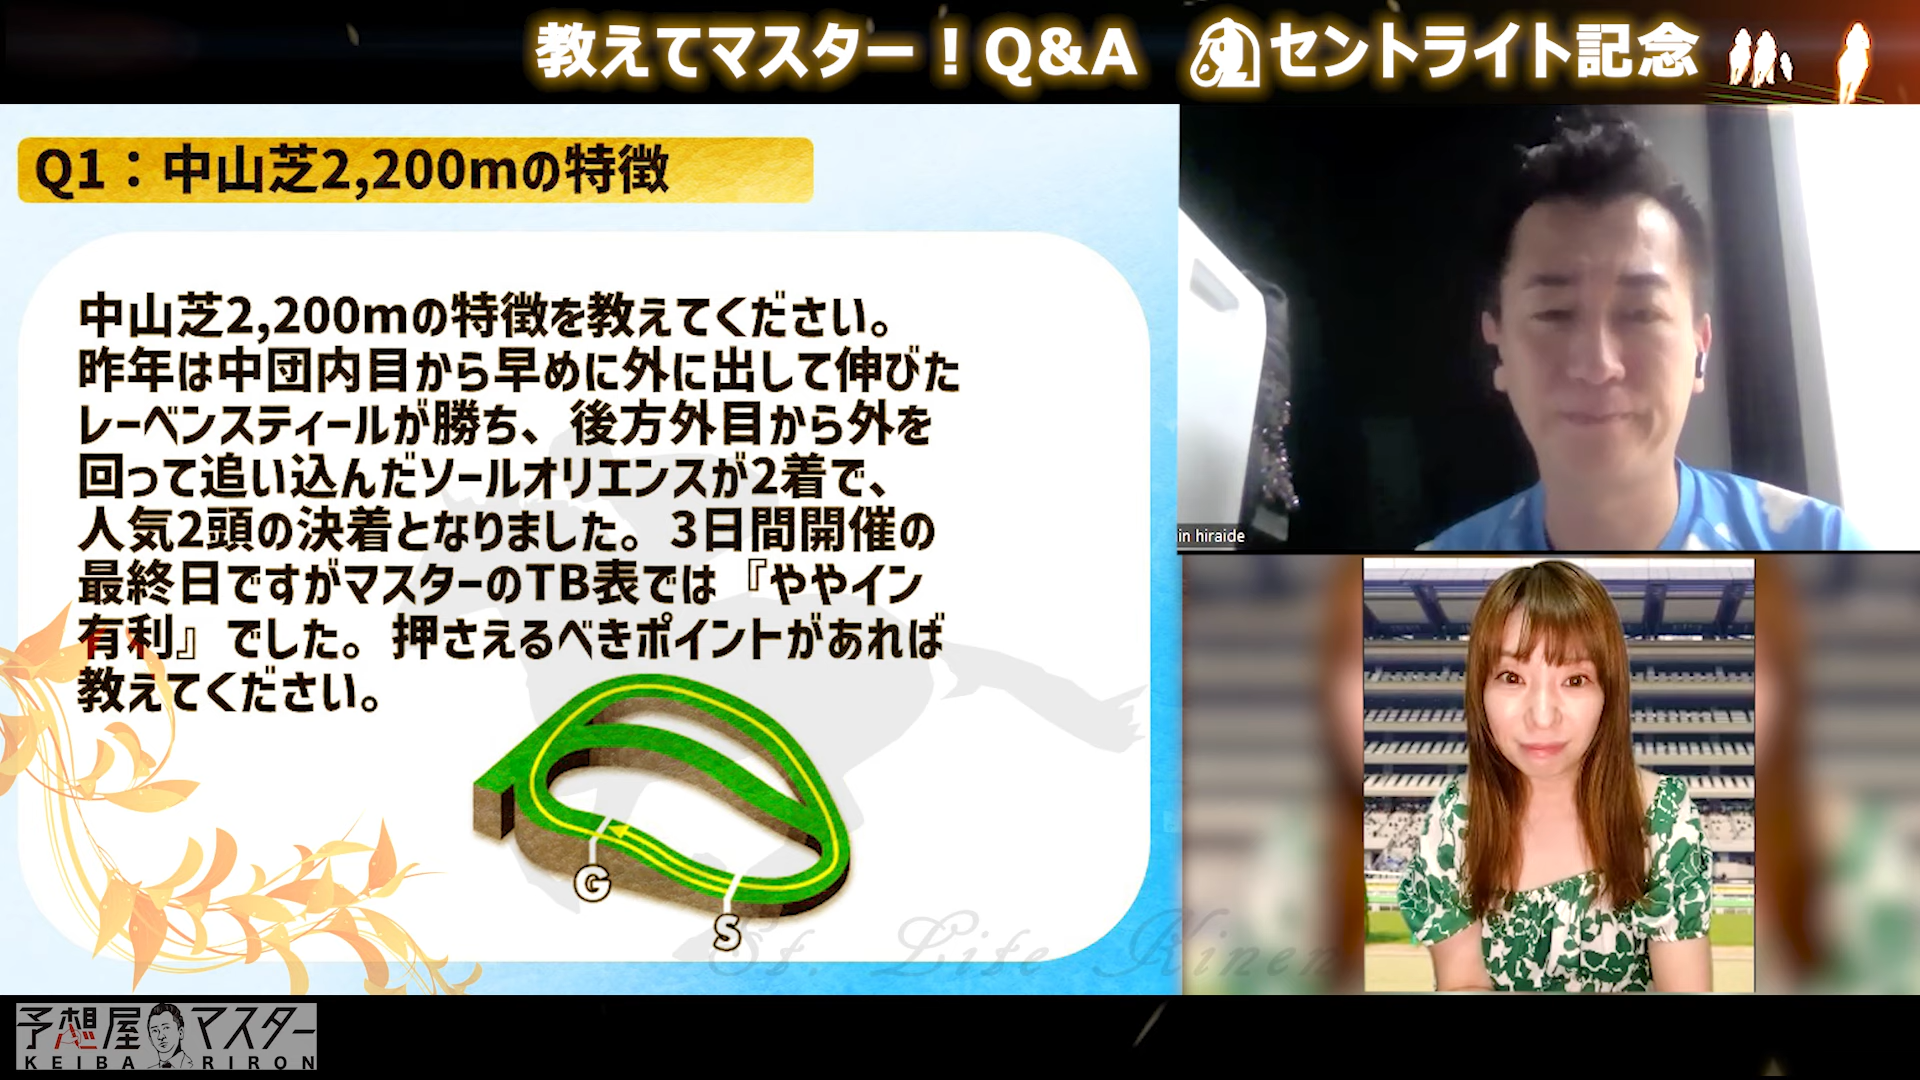 教えてマスター！Q&A セントライト記念
Q1：中山芝2,200mの特徴
中山芝2,200mの特徴を教えてください。
昨年は中団内目から早めに外に出して伸びた
レーベンスティールが勝ち、後方外目から外を
回って追い込んだソールオリエンスが2着で、
人気2頭の決着となりました。3日間開催の
最終日ですがマスターのTB表では『ややイン
有利』でした。押さえるべきポイントがあれば
教えてください。
G
S
St. Lite Kinen
in hiraide
予想屋マスター
KEIBA RIRON